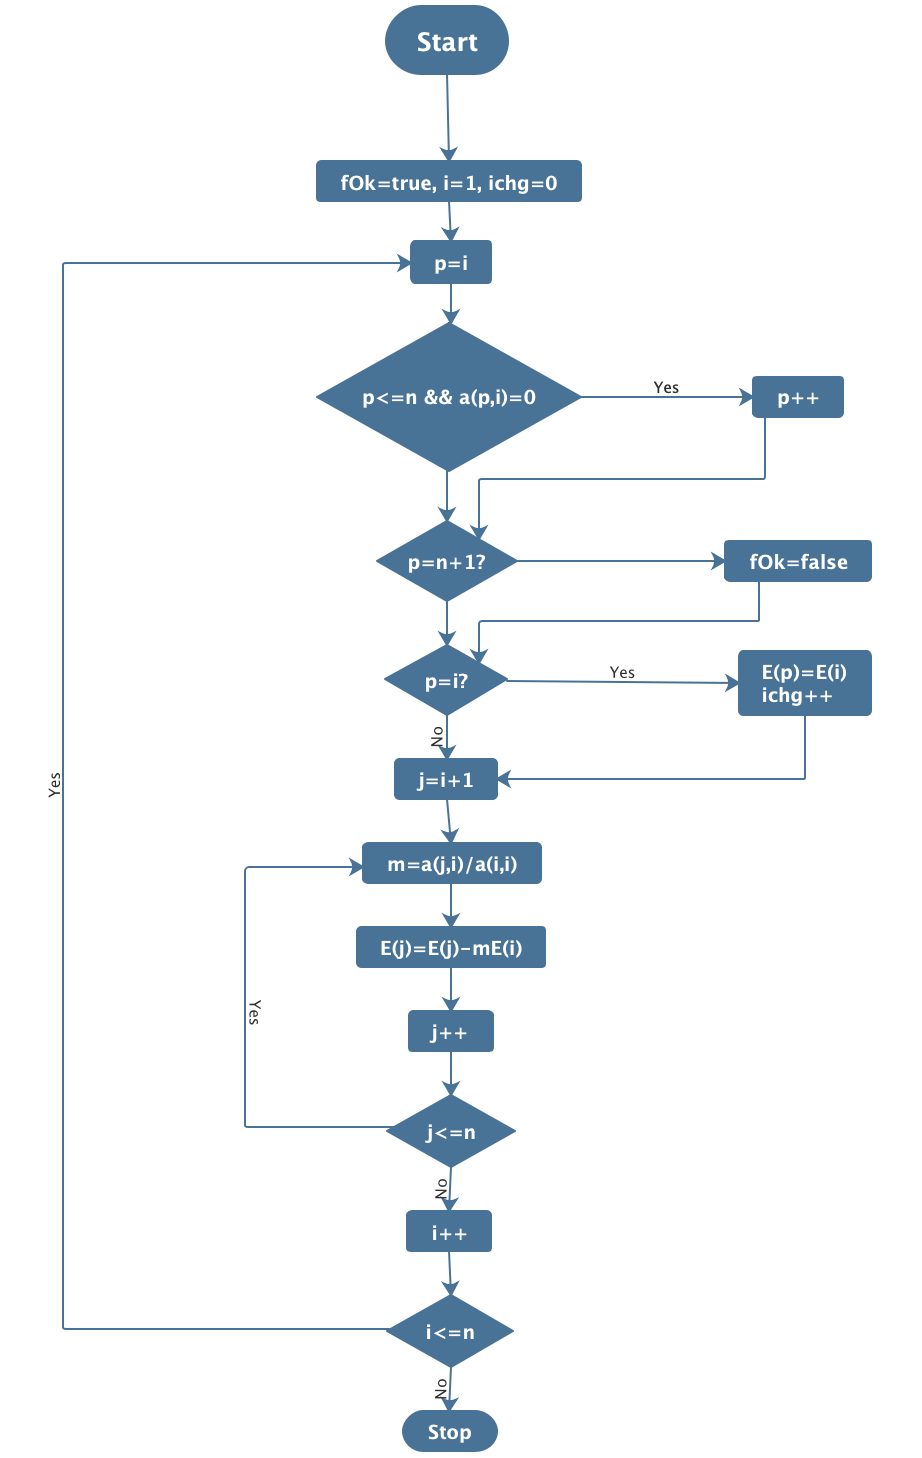 Start
fOk=true, i=1, ichg=0
p=i
p<=n && a(p,i)=0
Yes
p++
p=n+1?
fOk=false
p=i?
Yes
E(p)=E(i)
ichg++
No
j=i+1
Yes
m=a(j,i)/a(i,i)
E(j)=E(j)-mE(i)
Yes
j++
j<=n
No
i++
i<=n
No
Stop